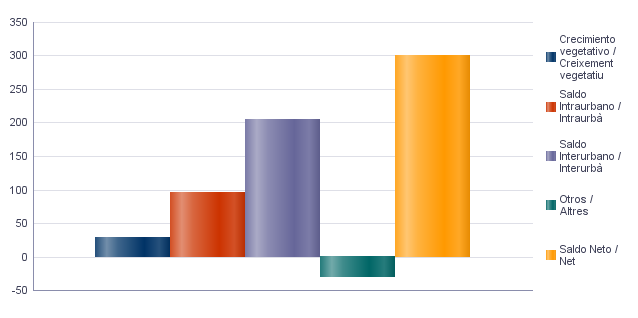 350
300
250
200
150
100
50
0
-50
Crecimiento
vegetativo /
Creixement
vegetatiu
Saldo
Intraurbano /
Intraurbà
Saldo
Interurbano /
Interurbà
Otros /
Altres
Saldo Neto /
Net